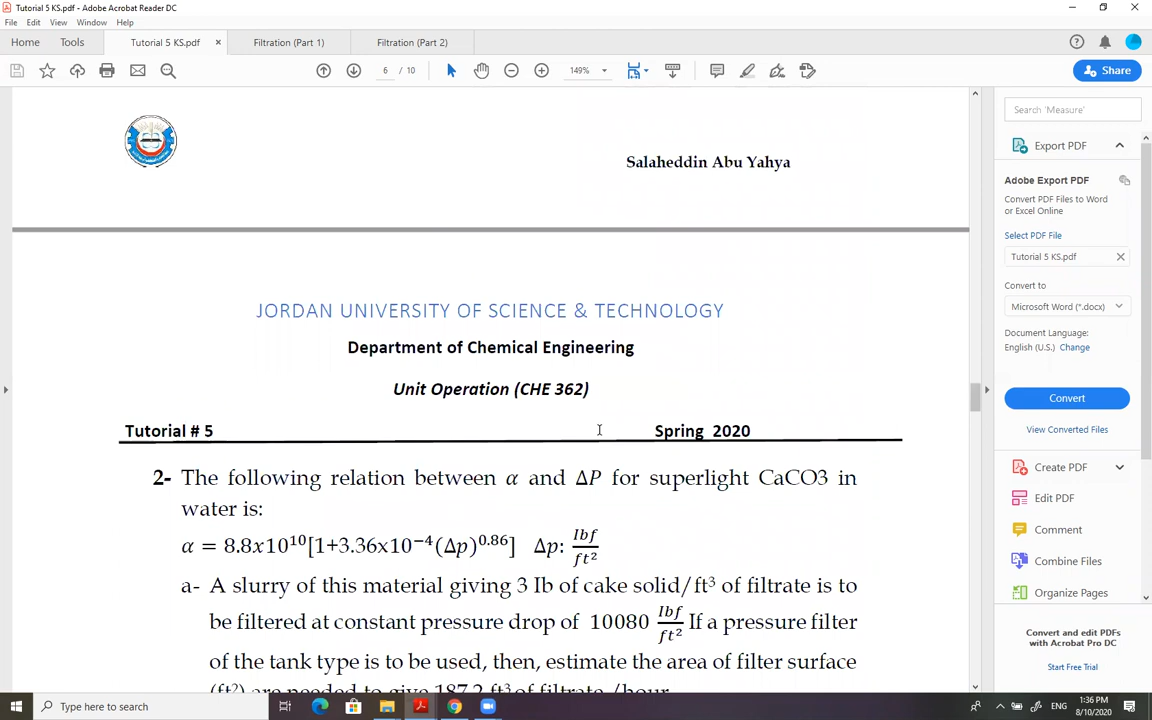 Tutorial 5 KS.pdf - Adobe Acrobat Reader DC
File Edit View Window Help
Home Tools Tutorial 5 KS.pdf × Filtration (Part 1) Filtration (Part 2)
6 / 10 149% Share
Salaheddin Abu Yahya
JORDAN UNIVERSITY OF SCIENCE & TECHNOLOGY
Department of Chemical Engineering
Unit Operation (CHE 362)
Tutorial # 5 Spring 2020
2- The following relation between α and ΔP for superlight CaCO3 in
water is:
α = 8.8x10¹⁰[1+3.36x10⁻⁴(Δp)⁰·⁸⁶] Δp: Ibf/ft²
a- A slurry of this material giving 3 Ib of cake solid/ft³ of filtrate is to
be filtered at constant pressure drop of 10080 Ibf/ft² If a pressure filter
of the tank type is to be used, then, estimate the area of filter surface
(ft²) are needed to give 187.2 ft³ of filtrate /hour
Search 'Measure'
Export PDF
Adobe Export PDF
Convert PDF Files to Word
or Excel Online
Select PDF File
Tutorial 5 KS.pdf ×
Convert to
Microsoft Word (*.docx)
Document Language:
English (U.S.) Change
Convert
View Converted Files
Create PDF
Edit PDF
Comment
Combine Files
Organize Pages
Convert and edit PDFs
with Acrobat Pro DC
Start Free Trial
Type here to search
ENG
1:36 PM
8/10/2020